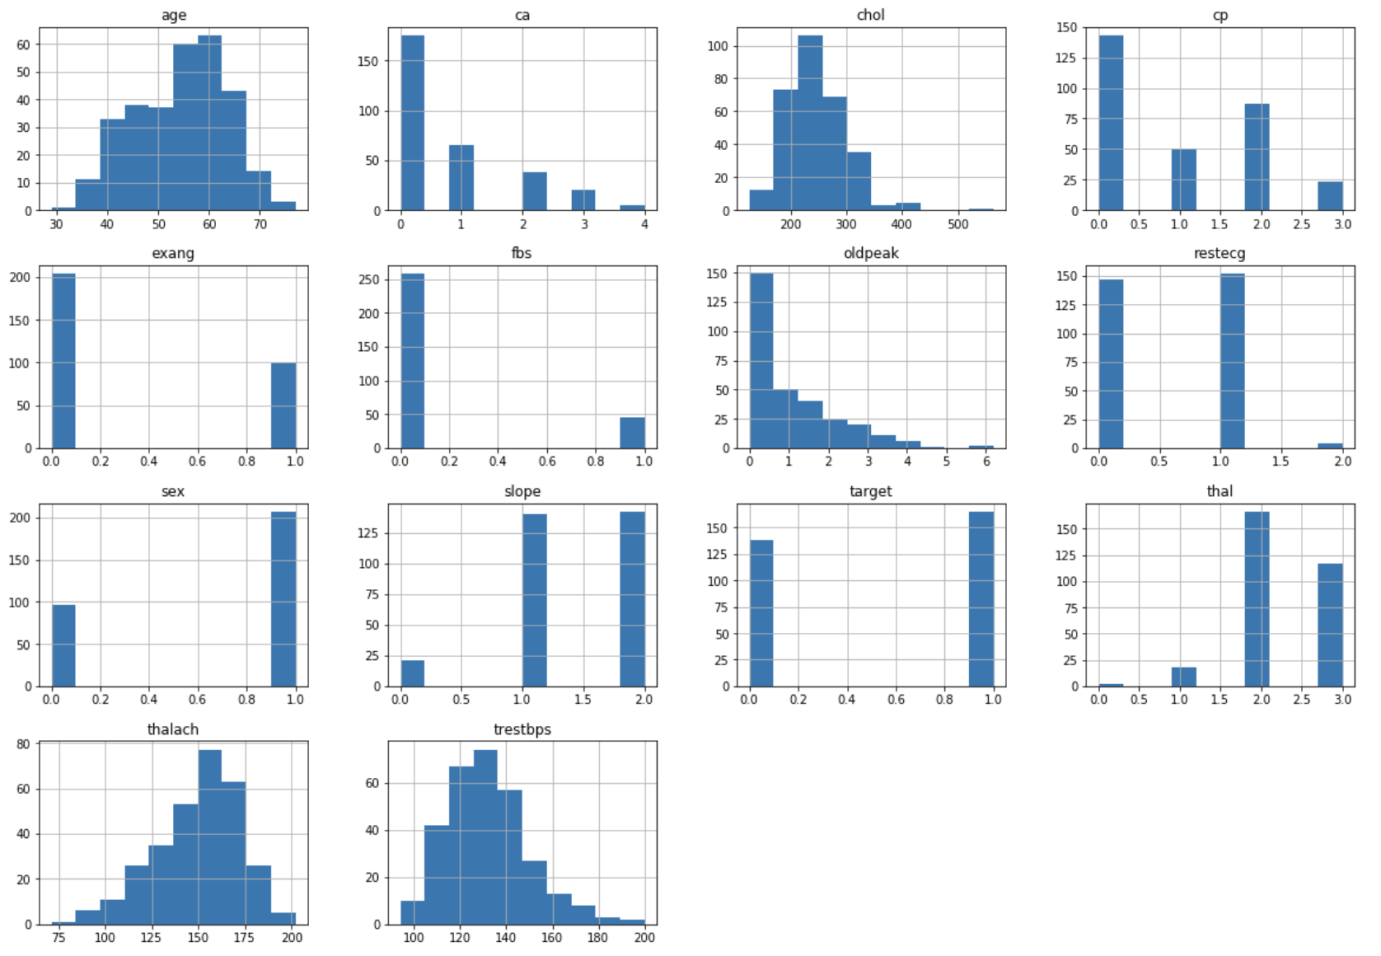 age
60
50
40
30
20
10
0
30 40 50 60 70
ca
150
100
50
0
0 1 2 3 4
chol
100
80
60
40
20
0
200 300 400 500
cp
150
125
100
75
50
25
0
0.0 0.5 1.0 1.5 2.0 2.5 3.0
exang
200
150
100
50
0
0.0 0.2 0.4 0.6 0.8 1.0
fbs
250
200
150
100
50
0
0.0 0.2 0.4 0.6 0.8 1.0
oldpeak
150
125
100
75
50
25
0
0 1 2 3 4 5 6
restecg
150
125
100
75
50
25
0
0.0 0.5 1.0 1.5 2.0
sex
200
150
100
50
0
0.0 0.2 0.4 0.6 0.8 1.0
slope
125
100
75
50
25
0
0.0 0.5 1.0 1.5 2.0
target
150
125
100
75
50
25
0
0.0 0.2 0.4 0.6 0.8 1.0
thal
150
125
100
75
50
25
0
0.0 0.5 1.0 1.5 2.0 2.5 3.0
thalach
80
60
40
20
0
75 100 125 150 175 200
trestbps
60
40
20
0
100 120 140 160 180 200